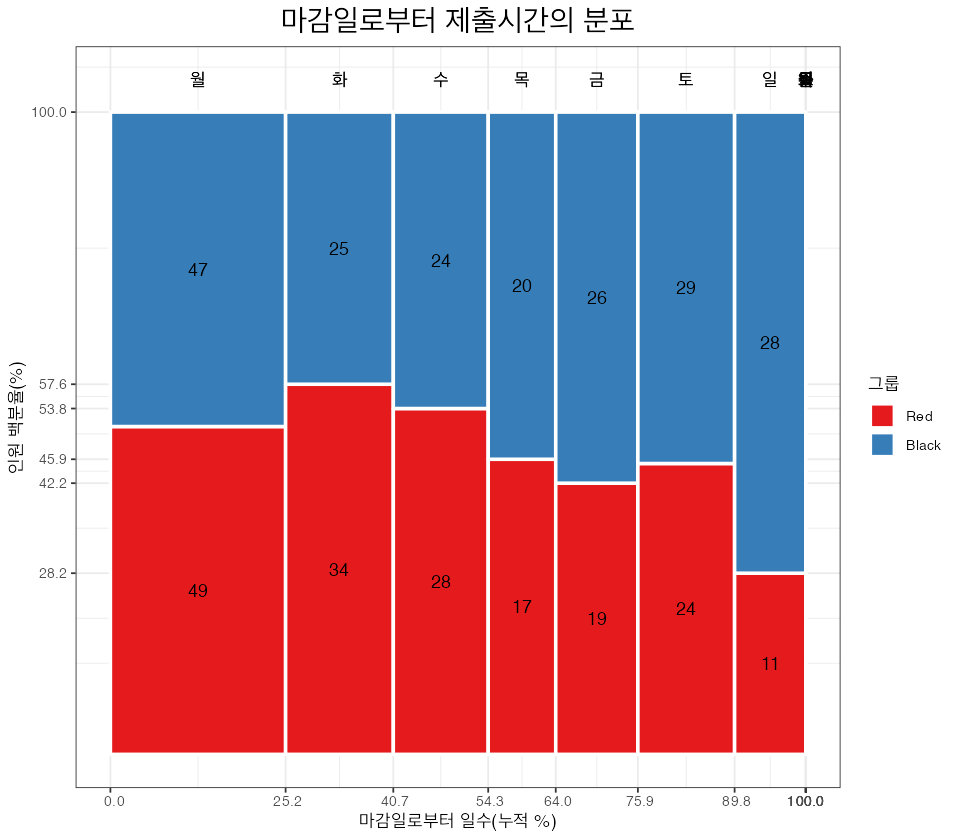 마감일로부터 제출시간의 분포
월 화 수 목 금 토 일
100.0
57.6
53.8
45.9
42.2
28.2
인원 백분율(%)
47 25 24 20 26 29 28
49 34 28 17 19 24 11
0.0 25.2 40.7 54.3 64.0 75.9 89.8 100.0
마감일로부터 일수(누적 %)
그룹
Red
Black